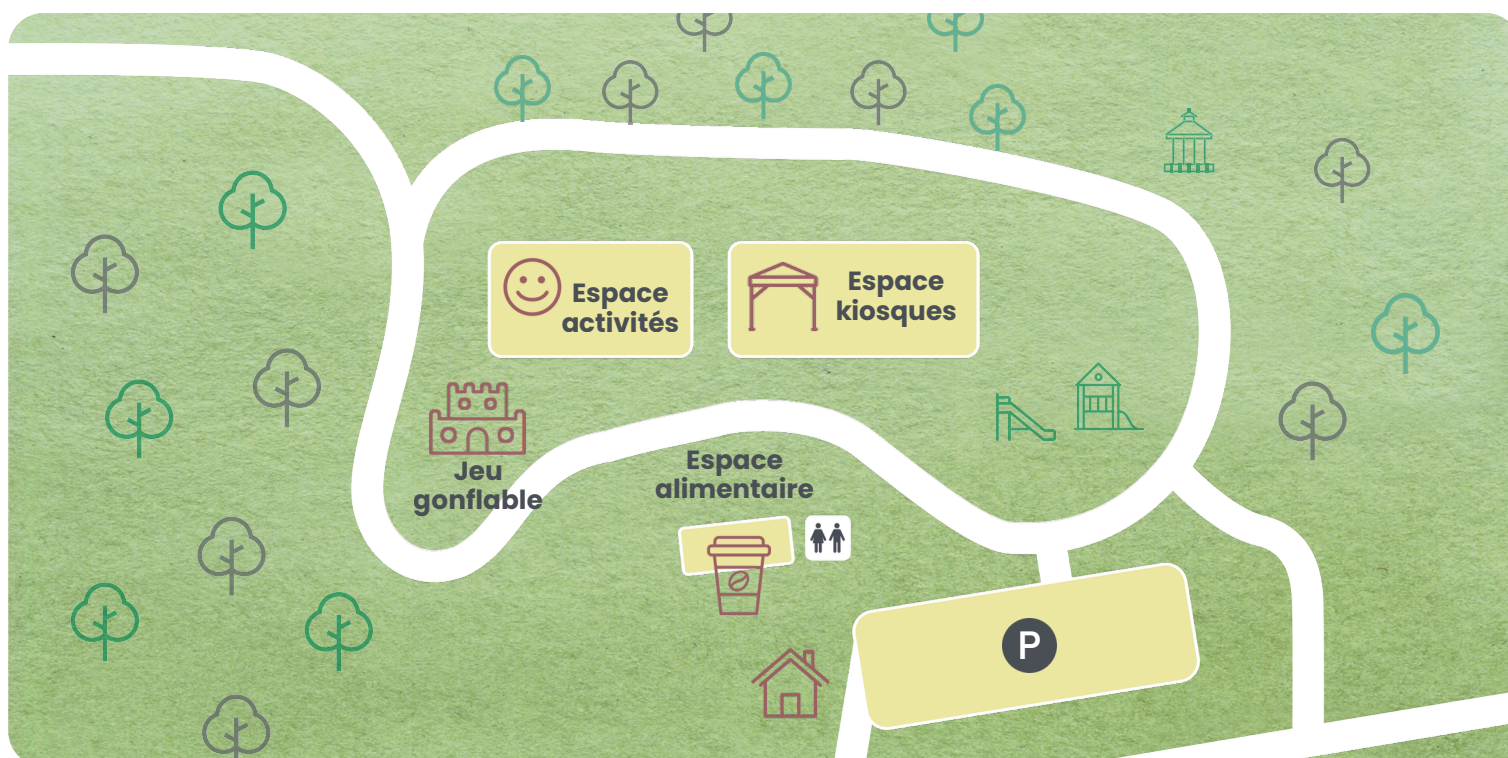 Espace
activités
Espace
kiosques
Jeu
gonflable
Espace
alimentaire
P